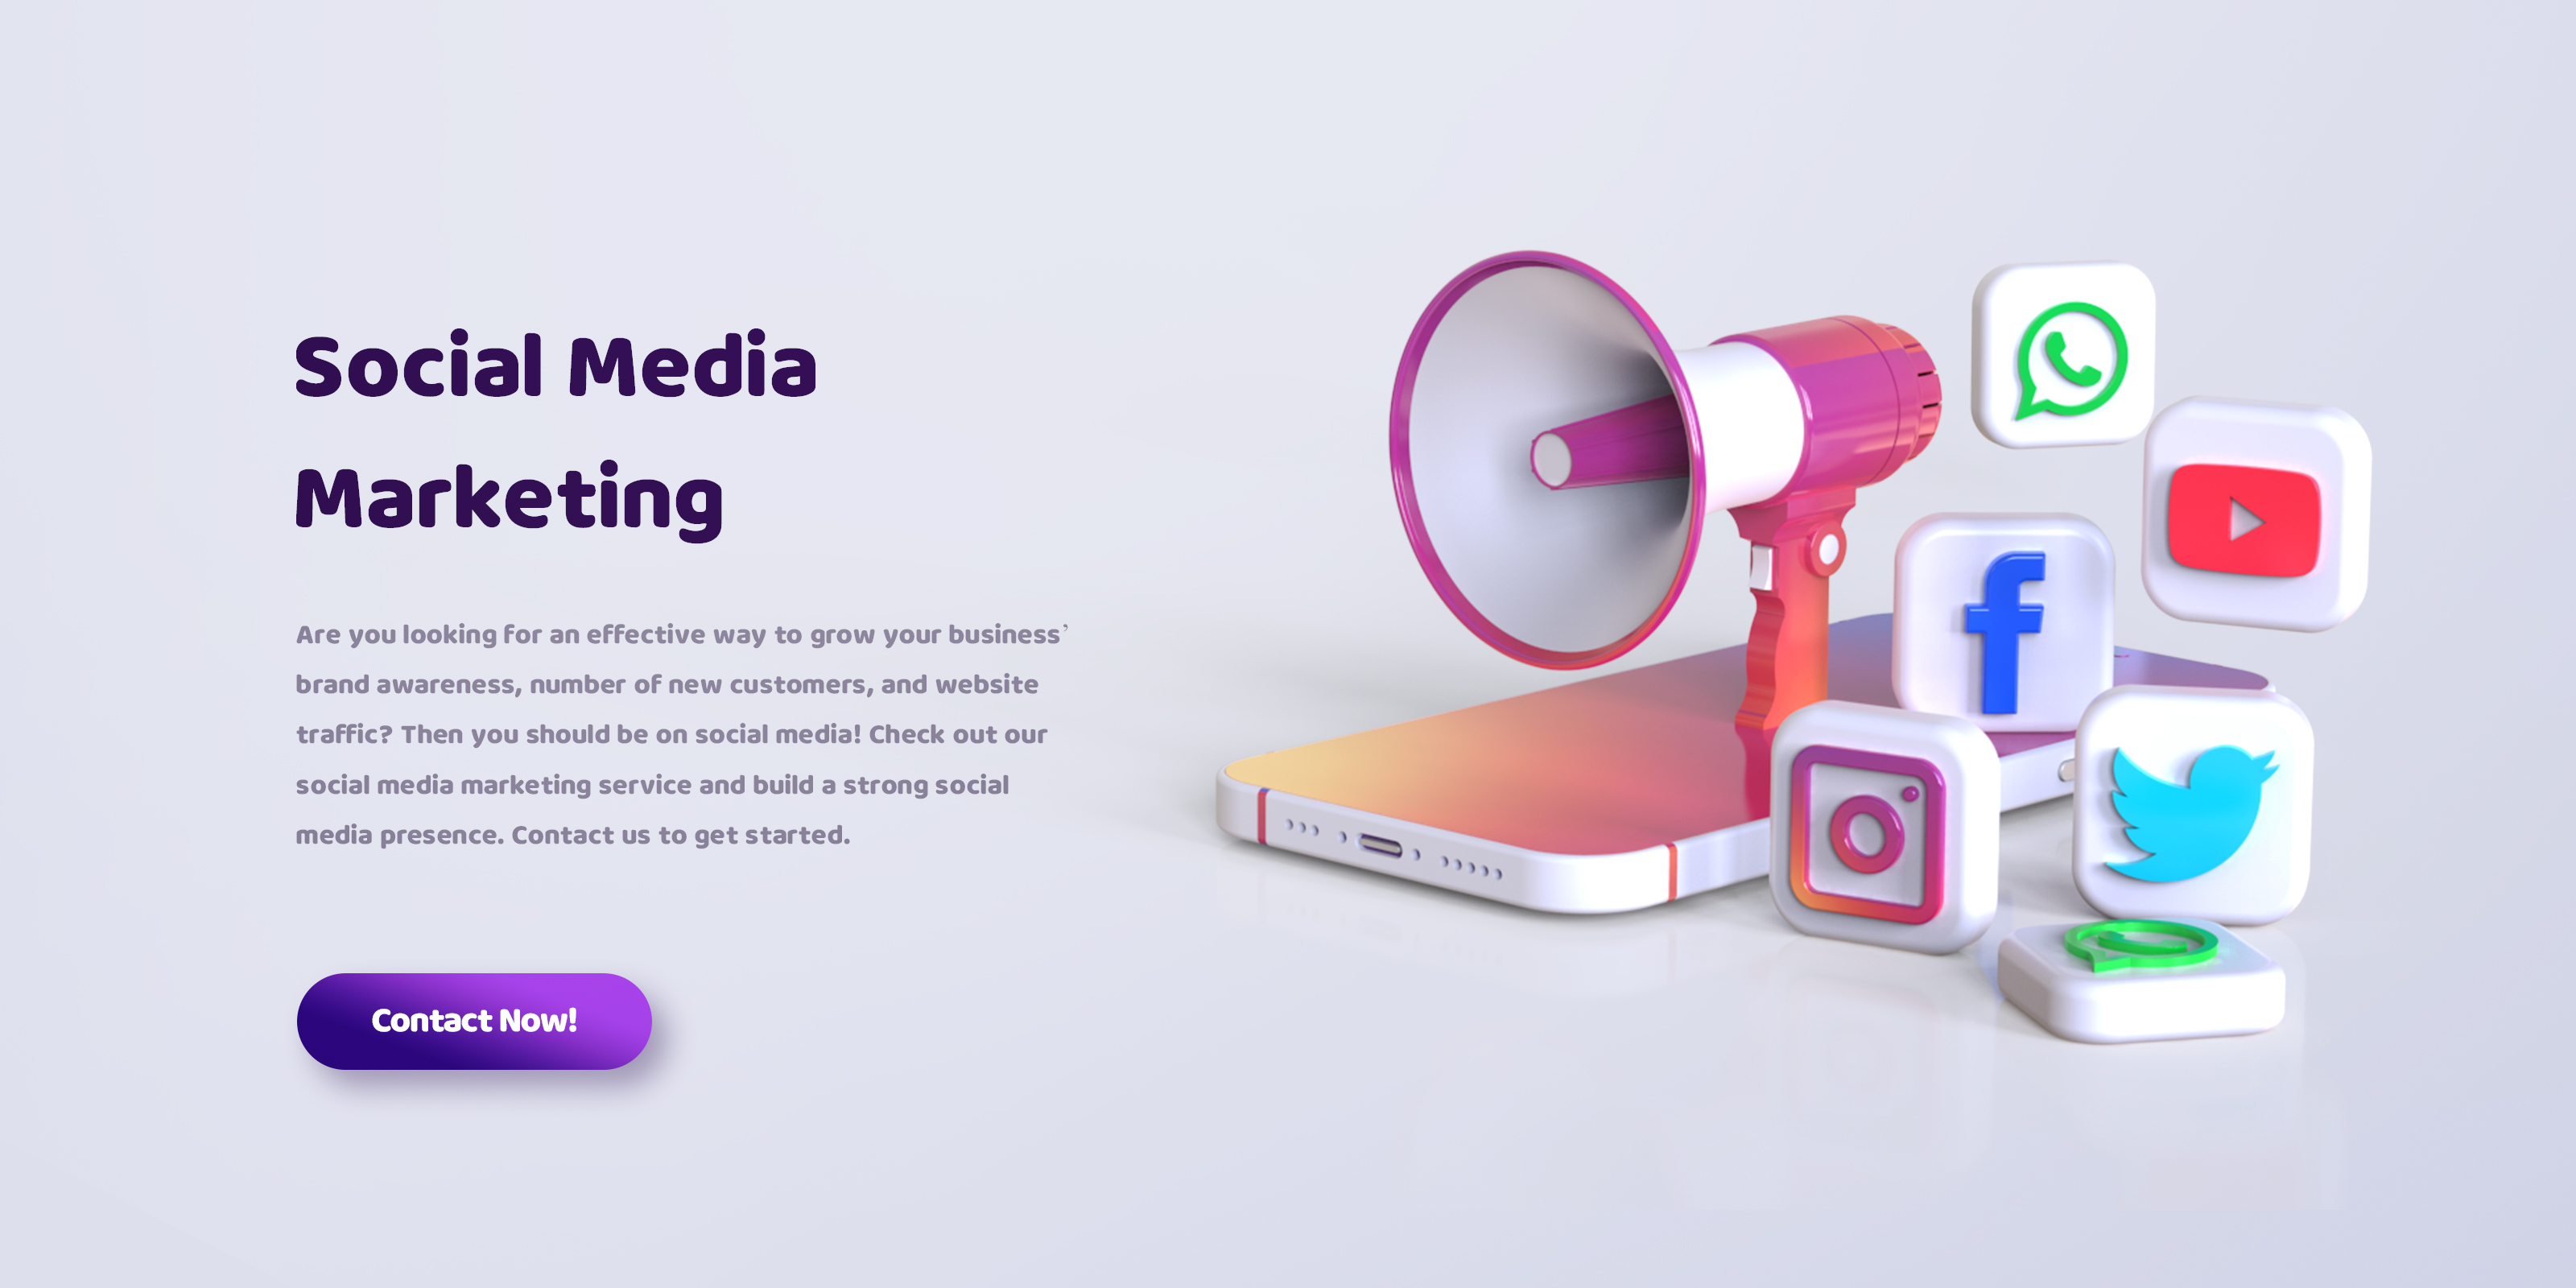 Social Media
Marketing
Are you looking for an effective way to grow your business’
brand awareness, number of new customers, and website
traffic? Then you should be on social media! Check out our
social media marketing service and build a strong social
media presence. Contact us to get started.
Contact Now!